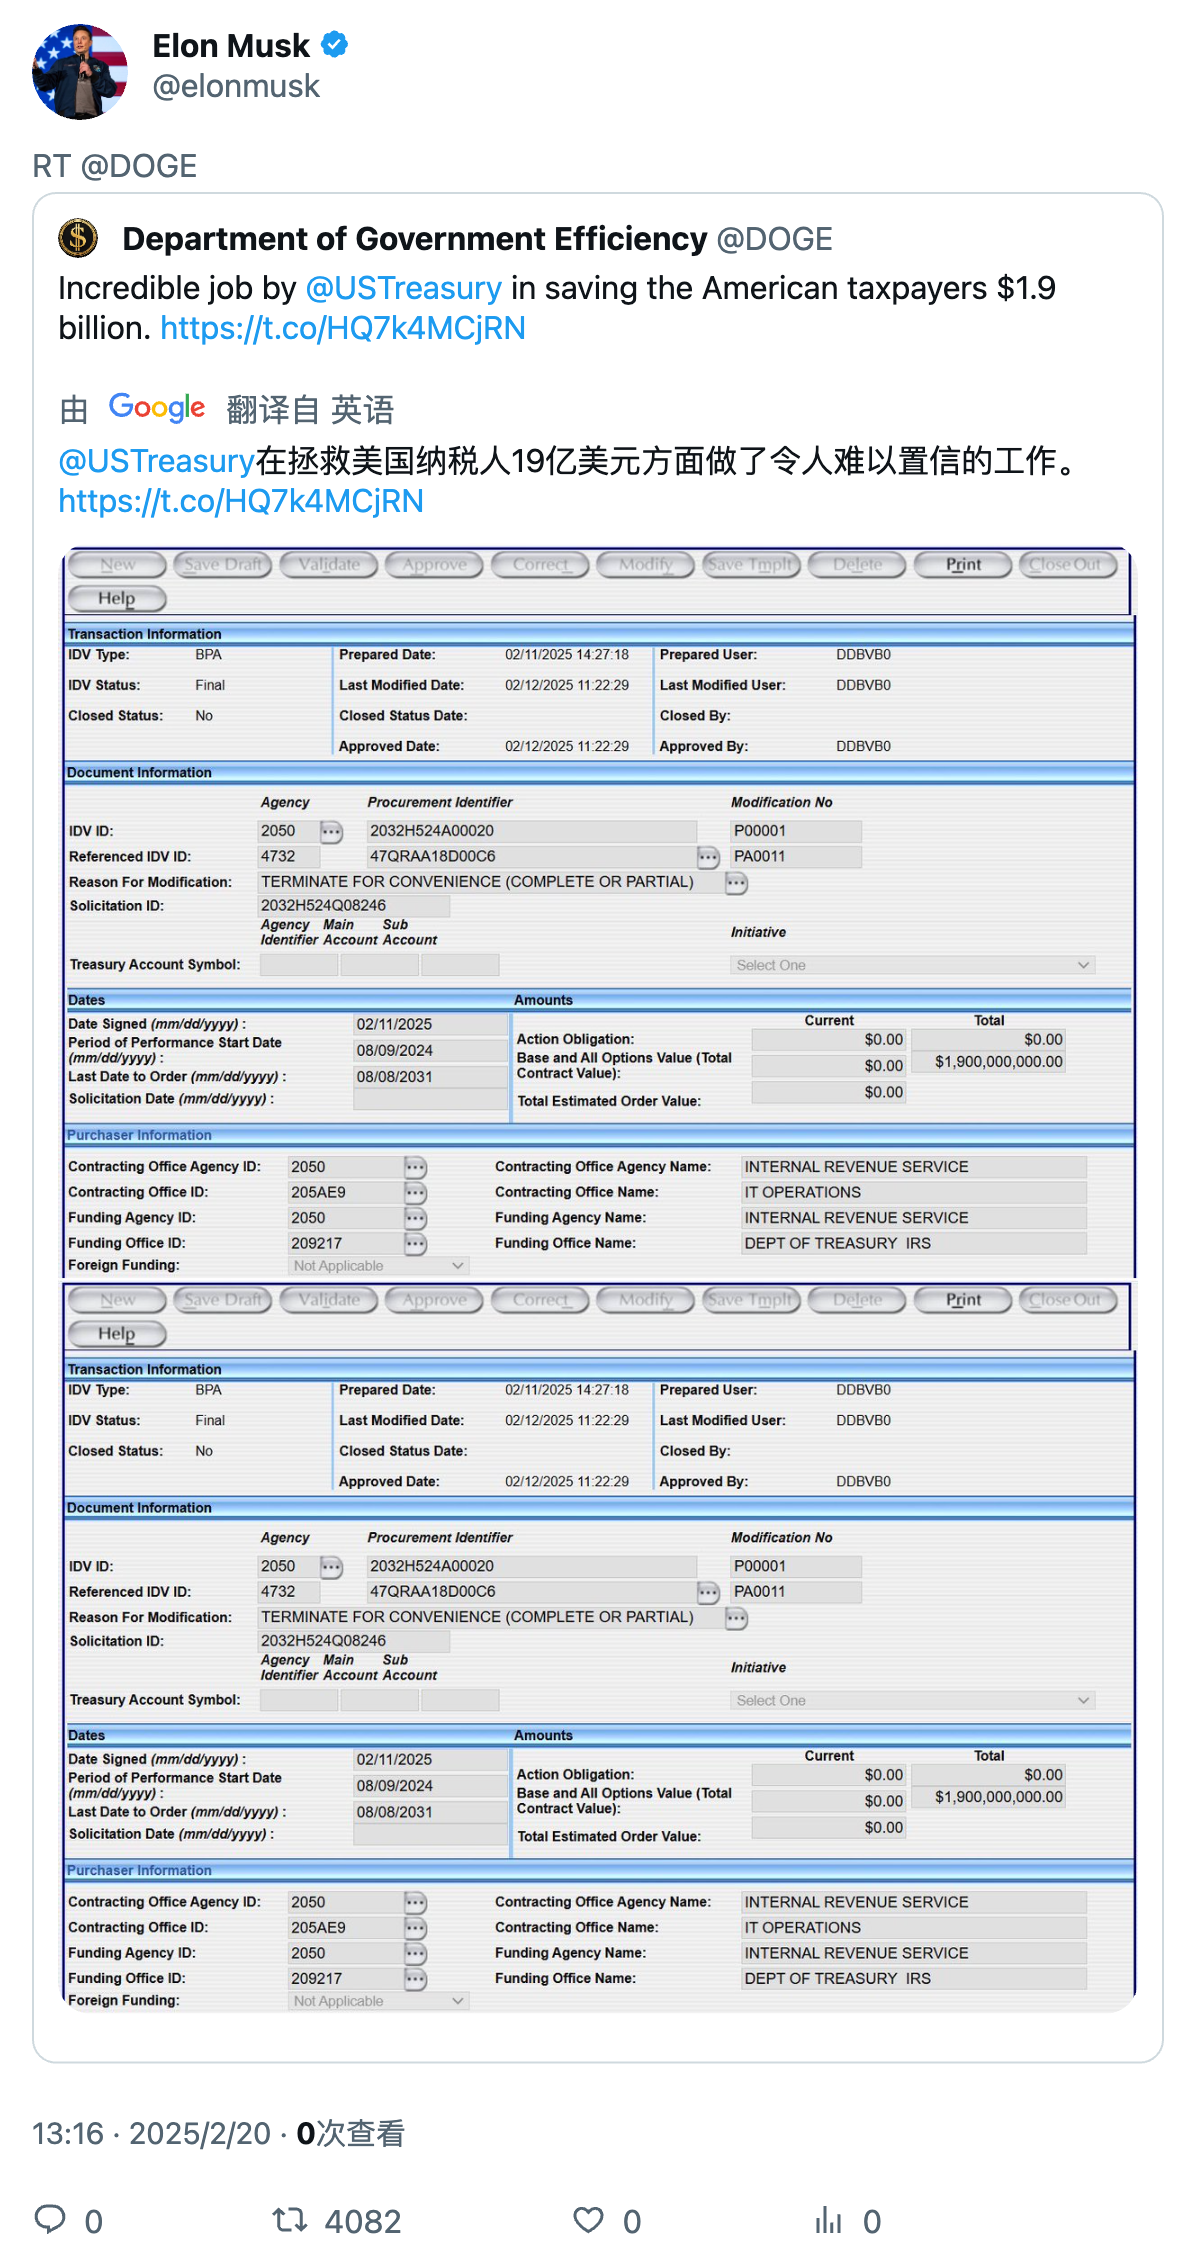 Elon Musk
@elonmusk
RT @DOGE
Department of Government Efficiency @DOGE
Incredible job by @USTreasury in saving the American taxpayers $1.9
billion. https://t.co/HQ7k4MCjRN
由 Google 翻译自 英语
@USTreasury在拯救美国纳税人19亿美元方面做了令人难以置信的工作。
https://t.co/HQ7k4MCjRN
New Save Draft Validate Approve Correct Modify Save Tmplt Delete Print Close Out
Help
Transaction Information
IDV Type: BPA Prepared Date: 02/11/2025 14:27:18 Prepared User: DDBVB0
IDV Status: Final Last Modified Date: 02/12/2025 11:22:29 Last Modified User: DDBVB0
Closed Status: No Closed Status Date: Closed By:
Approved Date: 02/12/2025 11:22:29 Approved By: DDBVB0
Document Information
Agency Procurement Identifier Modification No
IDV ID: 2050 2032H524A00020 P00001
Referenced IDV ID: 4732 47QRAA18D00C6 PA0011
Reason For Modification: TERMINATE FOR CONVENIENCE (COMPLETE OR PARTIAL)
Solicitation ID: 2032H524Q08246
Agency Main Sub
Identifier Account Account Initiative
Treasury Account Symbol: Select One
Dates Amounts
Current Total
Date Signed (mm/dd/yyyy) : 02/11/2025 Action Obligation: $0.00 $0.00
Period of Performance Start Date
(mm/dd/yyyy) : 08/09/2024 Base and All Options Value (Total
Contract Value): $0.00 $1,900,000,000.00
Last Date to Order (mm/dd/yyyy) : 08/08/2031
Solicitation Date (mm/dd/yyyy) : Total Estimated Order Value: $0.00
Purchaser Information
Contracting Office Agency ID: 2050 Contracting Office Agency Name: INTERNAL REVENUE SERVICE
Contracting Office ID: 205AE9 Contracting Office Name: IT OPERATIONS
Funding Agency ID: 2050 Funding Agency Name: INTERNAL REVENUE SERVICE
Funding Office ID: 209217 Funding Office Name: DEPT OF TREASURY IRS
Foreign Funding: Not Applicable
New Save Draft Validate Approve Correct Modify Save Tmplt Delete Print Close Out
Help
Transaction Information
IDV Type: BPA Prepared Date: 02/11/2025 14:27:18 Prepared User: DDBVB0
IDV Status: Final Last Modified Date: 02/12/2025 11:22:29 Last Modified User: DDBVB0
Closed Status: No Closed Status Date: Closed By:
Approved Date: 02/12/2025 11:22:29 Approved By: DDBVB0
Document Information
Agency Procurement Identifier Modification No
IDV ID: 2050 2032H524A00020 P00001
Referenced IDV ID: 4732 47QRAA18D00C6 PA0011
Reason For Modification: TERMINATE FOR CONVENIENCE (COMPLETE OR PARTIAL)
Solicitation ID: 2032H524Q08246
Agency Main Sub
Identifier Account Account Initiative
Treasury Account Symbol: Select One
Dates Amounts
Current Total
Date Signed (mm/dd/yyyy) : 02/11/2025 Action Obligation: $0.00 $0.00
Period of Performance Start Date
(mm/dd/yyyy) : 08/09/2024 Base and All Options Value (Total
Contract Value): $0.00 $1,900,000,000.00
Last Date to Order (mm/dd/yyyy) : 08/08/2031
Solicitation Date (mm/dd/yyyy) : Total Estimated Order Value: $0.00
Purchaser Information
Contracting Office Agency ID: 2050 Contracting Office Agency Name: INTERNAL REVENUE SERVICE
Contracting Office ID: 205AE9 Contracting Office Name: IT OPERATIONS
Funding Agency ID: 2050 Funding Agency Name: INTERNAL REVENUE SERVICE
Funding Office ID: 209217 Funding Office Name: DEPT OF TREASURY IRS
Foreign Funding: Not Applicable
13:16 · 2025/2/20 · 0次查看
0 4082 0 0